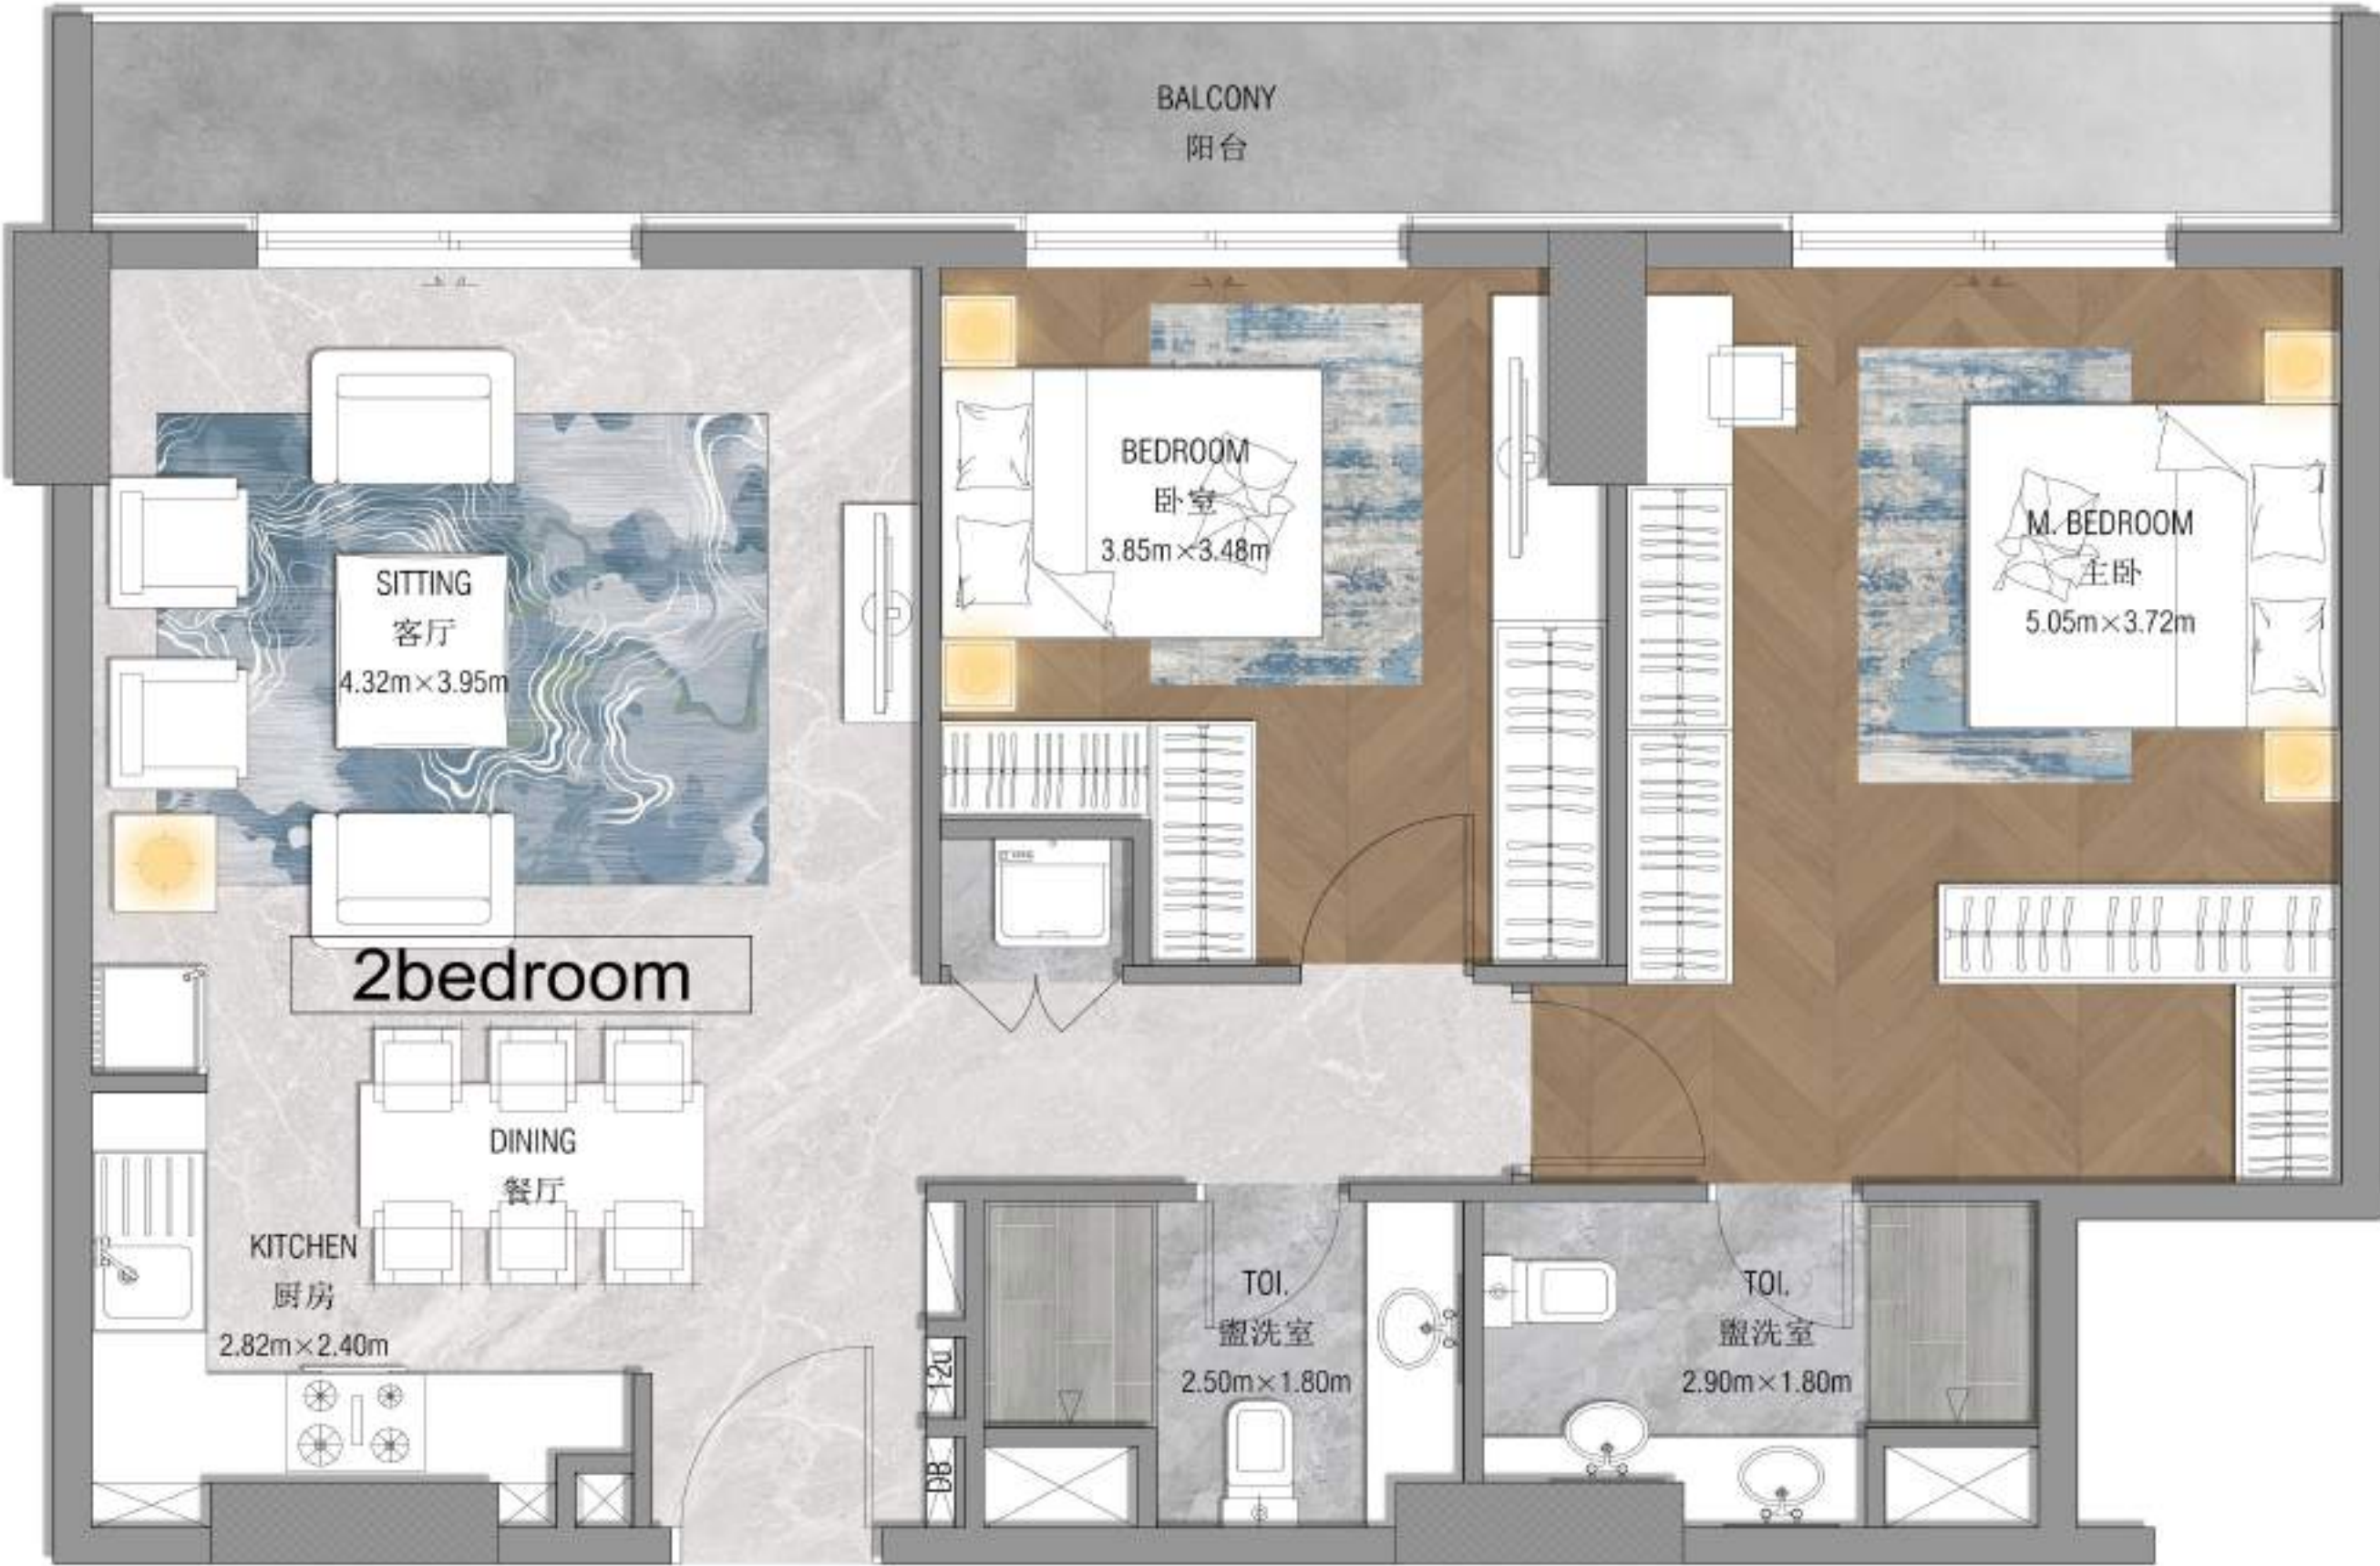 BALCONY
阳台
BEDROOM
卧室
3.85m×3.48m
M. BEDROOM
主卧
5.05m×3.72m
SITTING
客厅
4.32m×3.95m
2bedroom
DINING
餐厅
KITCHEN
厨房
2.82m×2.40m
TOI.
盥洗室
2.50m×1.80m
TOI.
盥洗室
2.90m×1.80m
12U
DB